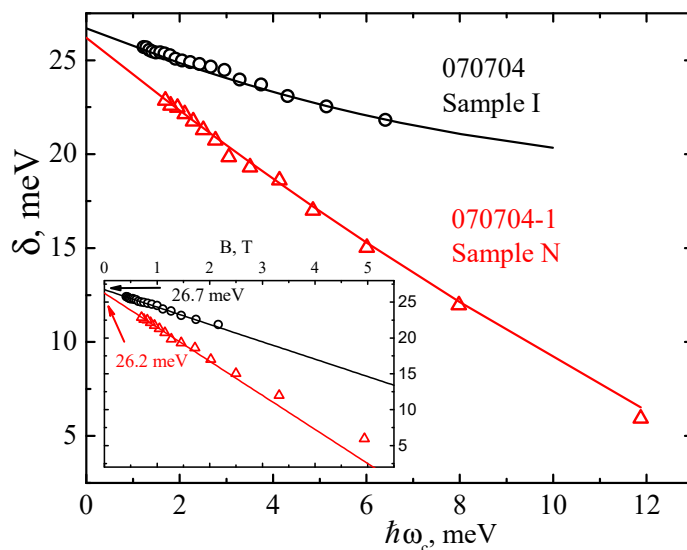 25
20
15
10
5
δ, meV
070704
Sample I
070704-1
Sample N
B, T
0 1 2 3 4 5
26.7 meV
26.2 meV
25
20
15
10
5
0 2 4 6 8 10 12
ħω_c, meV